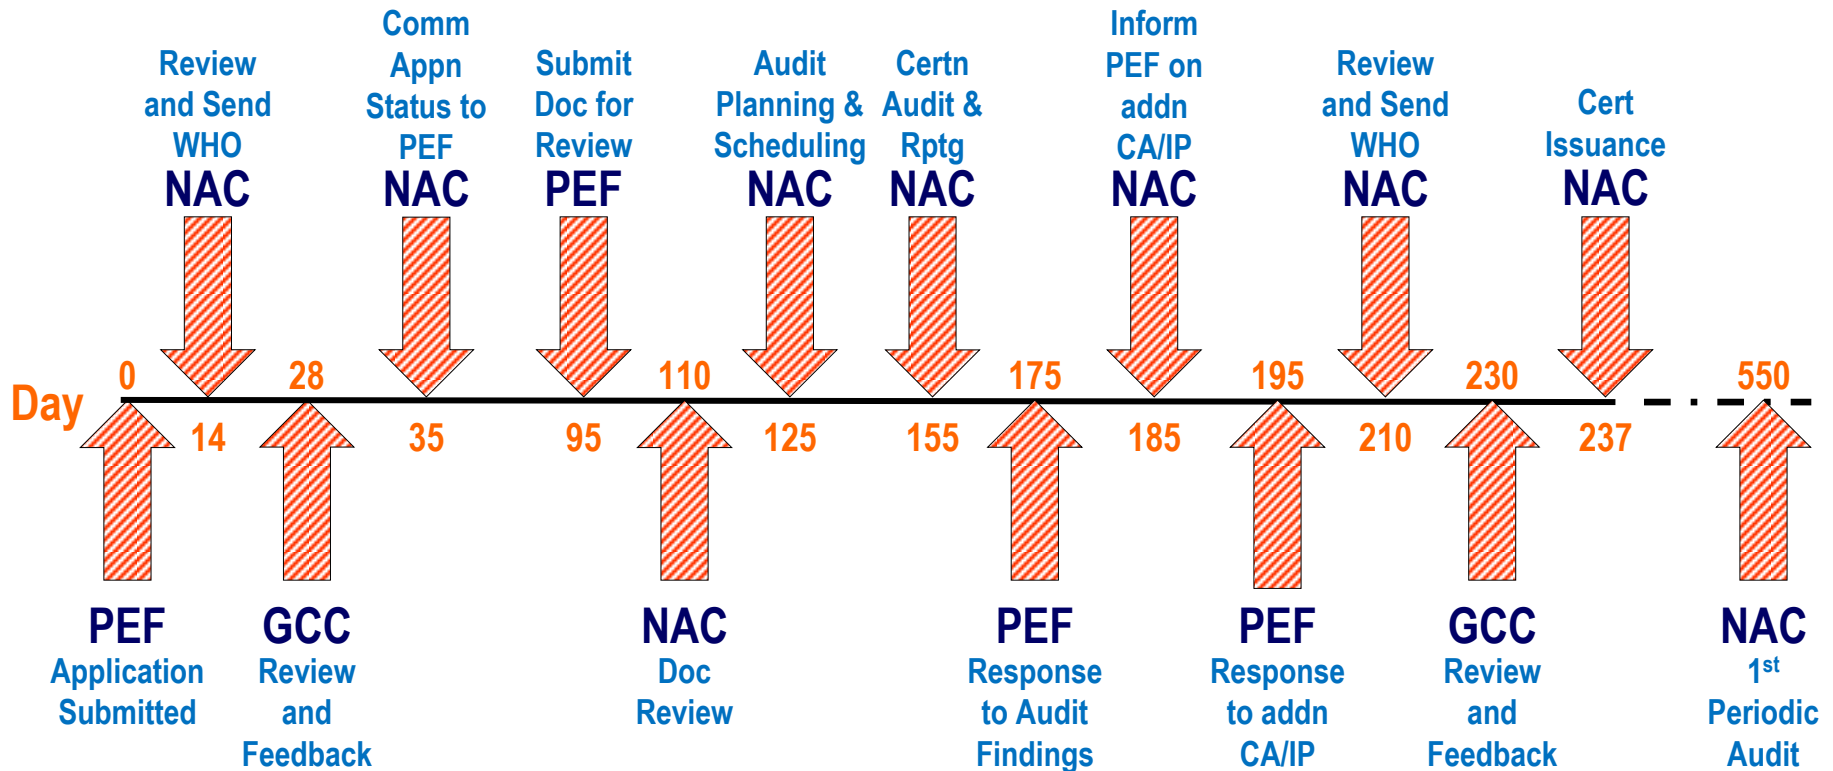 Review
and Send
WHO
NAC
Comm
Appn
Status to
PEF
NAC
Submit
Doc for
Review
PEF
Audit
Planning &
Scheduling
NAC
Certn
Audit &
Rptg
NAC
Inform
PEF on
addn
CA/IP
NAC
Review
and Send
WHO
NAC
Cert
Issuance
NAC
Day
0
14
28
35
95
110
125
155
175
185
195
210
230
237
550
PEF
Application
Submitted
GCC
Review
and
Feedback
NAC
Doc
Review
PEF
Response
to Audit
Findings
PEF
Response
to addn
CA/IP
GCC
Review
and
Feedback
NAC
1st
Periodic
Audit